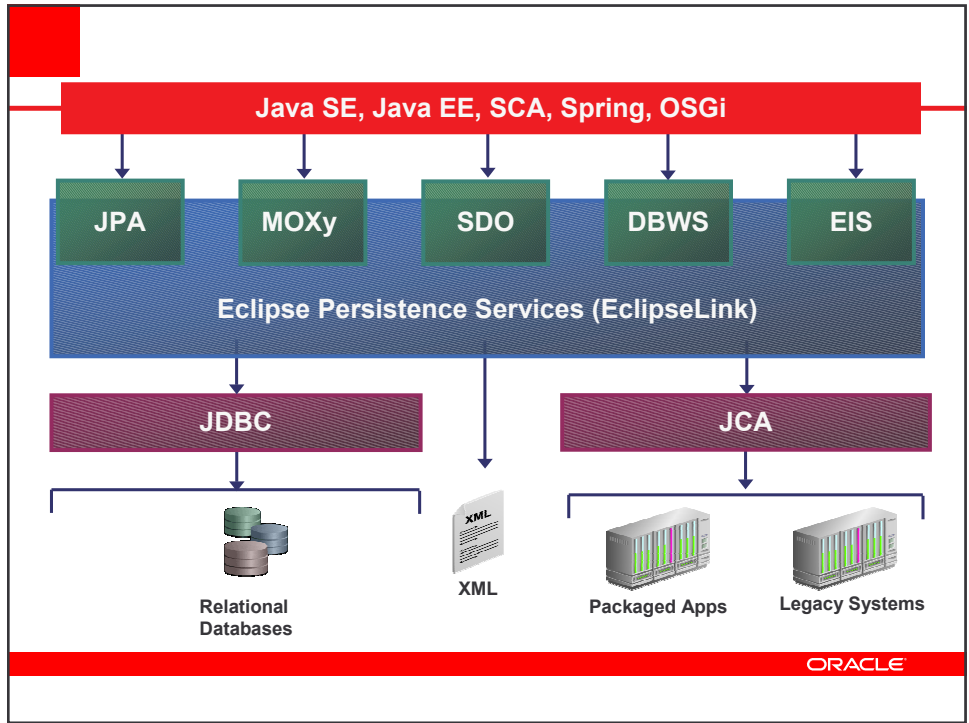 Java SE, Java EE, SCA, Spring, OSGi
JPA
MOXy
SDO
DBWS
EIS
Eclipse Persistence Services (EclipseLink)
JDBC
JCA
XML
XML
Relational
Databases
Packaged Apps
Legacy Systems
ORACLE